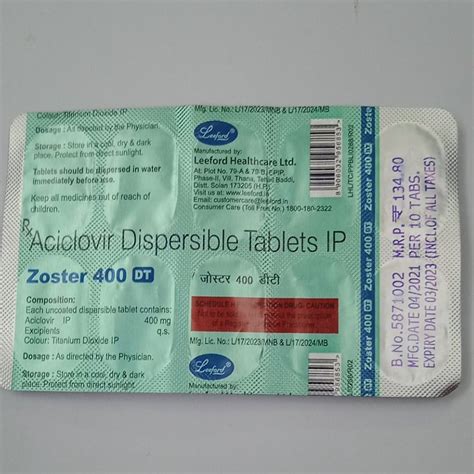 Mfg. Lic. No.: L/17/2023/MNB & L/17/2024/MB
Colour: Titanium Dioxide IP
Dosage : As directed by the Physician.
Storage : Store in a cool, dry & dark
place. Protect from direct sunlight.
Tablets should be dispersed in water
immediately before use.
Keep all medicines out of reach of
children.
Leeford
Manufactured by:
Leeford Healthcare Ltd.
At: Plot No. 79-A & 79 B, EPIP,
Phase-II, Vill. Thana, Tehsil Baddi,
Distt. Solan 173205 (H.P.)
Visit us at: www.leeford.in
E-mail: customercare@leeford.in
Consumer Care (Toll Free No.) 1800-180-2322
Zoster 400 DT
Rx
Aciclovir Dispersible Tablets IP
Zoster 400 DT
जोस्टर 400 डीटी
Composition:
Each uncoated dispersible tablet contains:
Aciclovir IP 400 mg
Excipients q.s.
Colour: Titanium Dioxide IP
Dosage : As directed by the Physician.
Storage : Store in a cool, dry & dark
place. Protect from direct sunlight.
Mfg. Lic. No.: L/17/2023/MNB & L/17/2024/MB
Leeford
Zoster 400 DT
B.No.5871002 M.R.P. ₹ 134.80
MFG.DATE 04/2021 PER 10 TABS.
EXPIRY DATE 03/2023 (INCL.OF ALL TAXES)